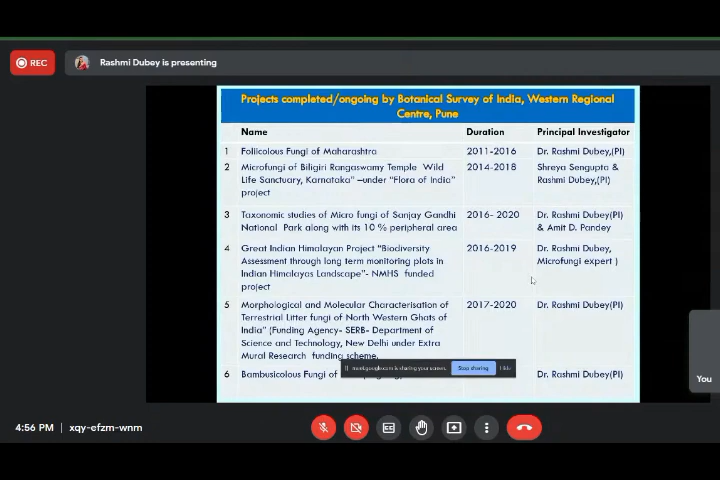 REC
Rashmi Dubey is presenting
Projects completed/ongoing by Botanical Survey of India, Western Regional
Centre, Pune
Name Duration Principal Investigator
1 Foliicolous Fungi of Maharashtra 2011-2016 Dr. Rashmi Dubey,(PI)
2 Microfungi of Biligiri Rangaswamy Temple Wild 2014-2018 Shreya Sengupta &
Life Sanctuary, Karnataka" –under "Flora of India" Rashmi Dubey,(PI)
project
3 Taxonomic studies of Micro fungi of Sanjay Gandhi 2016- 2020 Dr. Rashmi Dubey(PI)
National Park along with its 10 % peripheral area & Amit D. Pandey
4 Great Indian Himalayan Project "Biodiversity 2016-2019 Dr. Rashmi Dubey,
Assessment through long term monitoring plots in Microfungi expert )
Indian Himalayas Landscape"- NMHS funded
project
5 Morphological and Molecular Characterisation of 2017-2020 Dr. Rashmi Dubey(PI)
Terrestrial Litter fungi of North Western Ghats of
India" (Funding Agency- SERB- Department of
Science and Technology, New Delhi under Extra
Mural Research funding scheme.
meet.google.com is sharing your screen. Stop sharing Hide
6 Bambusicolous Fungi of Dr. Rashmi Dubey(PI)
You
4:56 PM | xqy-efzm-wnm